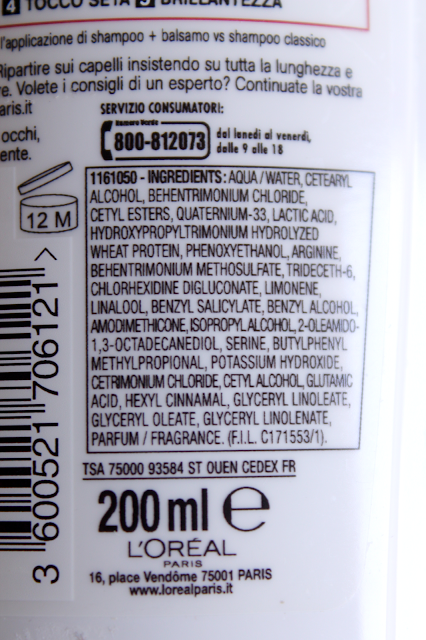 4 TOCCO SETA 5 BRILLANTEZZA
l'applicazione di shampoo + balsamo vs shampoo classico
Ripartire sui capelli insistendo su tutta la lunghezza e
re. Volete i consigli di un esperto? Continuate la vostra
aris.it
SERVIZIO CONSUMATORI:
occhi,
ente.
Numero Verde
800-812073
dal lunedì al venerdì,
dalle 9 alle 18
12 M
1161050 - INGREDIENTS: AQUA / WATER, CETEARYL
ALCOHOL, BEHENTRIMONIUM CHLORIDE,
CETYL ESTERS, QUATERNIUM-33, LACTIC ACID,
HYDROXYPROPYLTRIMONIUM HYDROLYZED
WHEAT PROTEIN, PHENOXYETHANOL, ARGININE,
BEHENTRIMONIUM METHOSULFATE, TRIDECETH-6,
CHLORHEXIDINE DIGLUCONATE, LIMONENE,
LINALOOL, BENZYL SALICYLATE, BENZYL ALCOHOL,
AMODIMETHICONE, ISOPROPYL ALCOHOL, 2-OLEAMIDO-
1,3-OCTADECANEDIOL, SERINE, BUTYLPHENYL
METHYLPROPIONAL, POTASSIUM HYDROXIDE,
CETRIMONIUM CHLORIDE, CETYL ALCOHOL, GLUTAMIC
ACID, HEXYL CINNAMAL, GLYCERYL LINOLEATE,
GLYCERYL OLEATE, GLYCERYL LINOLENATE,
PARFUM / FRAGRANCE. (F.I.L. C171553/1).
3 600521 706121 >
TSA 75000 93584 ST OUEN CEDEX FR
200 ml e
L'ORÉAL
PARIS
16, place Vendôme 75001 PARIS
www.lorealparis.it